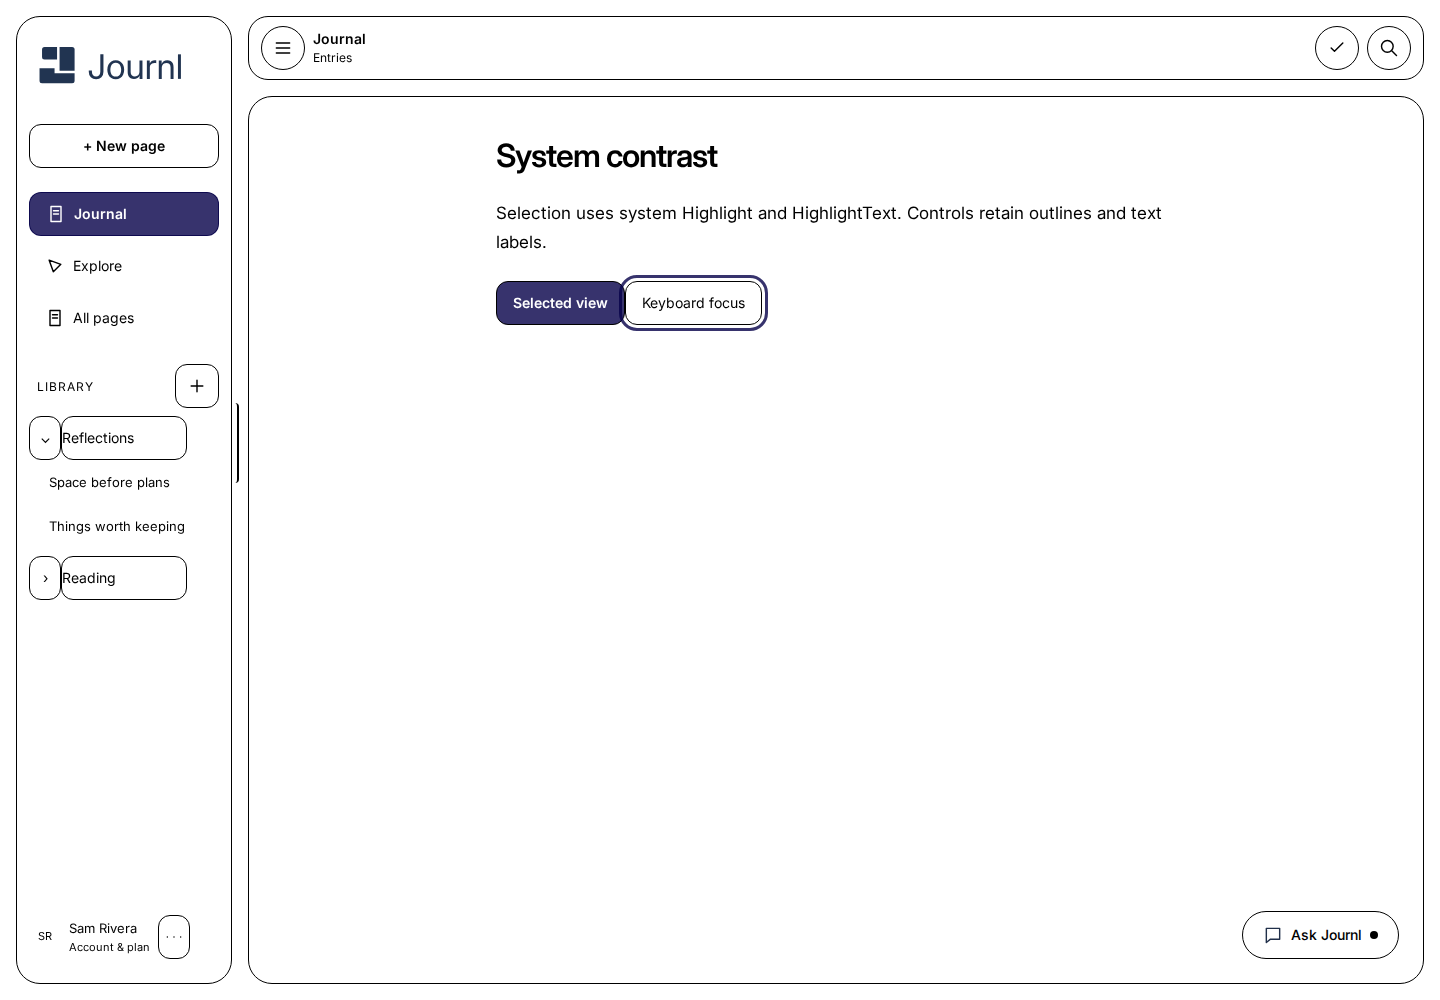 Journl
+ New page
Journal
Explore
All pages
LIBRARY
Reflections
Space before plans
Things worth keeping
Reading
SR
Sam Rivera
Account & plan
Journal
Entries
System contrast
Selection uses system Highlight and HighlightText. Controls retain outlines and text
labels.
Selected view
Keyboard focus
Ask Journl